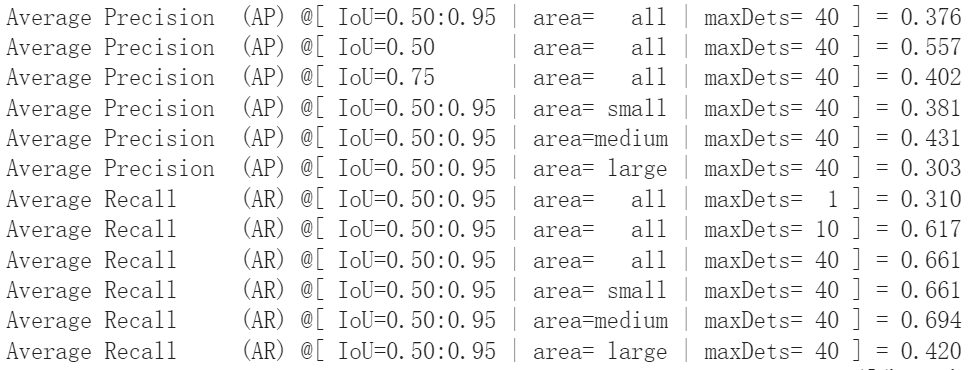 Average Precision  (AP) @[ IoU=0.50:0.95 | area=   all | maxDets= 40 ] = 0.376
Average Precision  (AP) @[ IoU=0.50      | area=   all | maxDets= 40 ] = 0.557
Average Precision  (AP) @[ IoU=0.75      | area=   all | maxDets= 40 ] = 0.402
Average Precision  (AP) @[ IoU=0.50:0.95 | area= small | maxDets= 40 ] = 0.381
Average Precision  (AP) @[ IoU=0.50:0.95 | area=medium | maxDets= 40 ] = 0.431
Average Precision  (AP) @[ IoU=0.50:0.95 | area= large | maxDets= 40 ] = 0.303
Average Recall     (AR) @[ IoU=0.50:0.95 | area=   all | maxDets=  1 ] = 0.310
Average Recall     (AR) @[ IoU=0.50:0.95 | area=   all | maxDets= 10 ] = 0.617
Average Recall     (AR) @[ IoU=0.50:0.95 | area=   all | maxDets= 40 ] = 0.661
Average Recall     (AR) @[ IoU=0.50:0.95 | area= small | maxDets= 40 ] = 0.661
Average Recall     (AR) @[ IoU=0.50:0.95 | area=medium | maxDets= 40 ] = 0.694
Average Recall     (AR) @[ IoU=0.50:0.95 | area= large | maxDets= 40 ] = 0.420